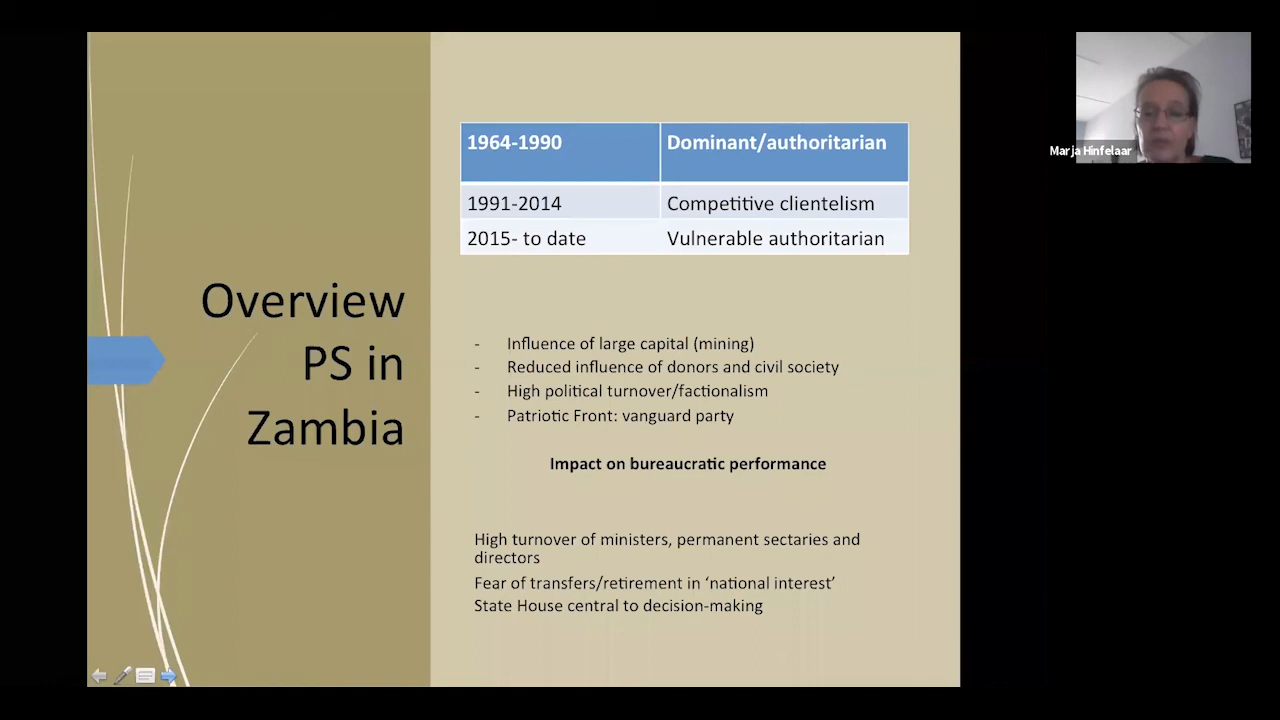 Overview
PS in
Zambia
1964-1990 Dominant/authoritarian
1991-2014 Competitive clientelism
2015- to date Vulnerable authoritarian
- Influence of large capital (mining)
- Reduced influence of donors and civil society
- High political turnover/factionalism
- Patriotic Front: vanguard party
Impact on bureaucratic performance
High turnover of ministers, permanent sectaries and
directors
Fear of transfers/retirement in ‘national interest’
State House central to decision-making
Marja Hinfelaar